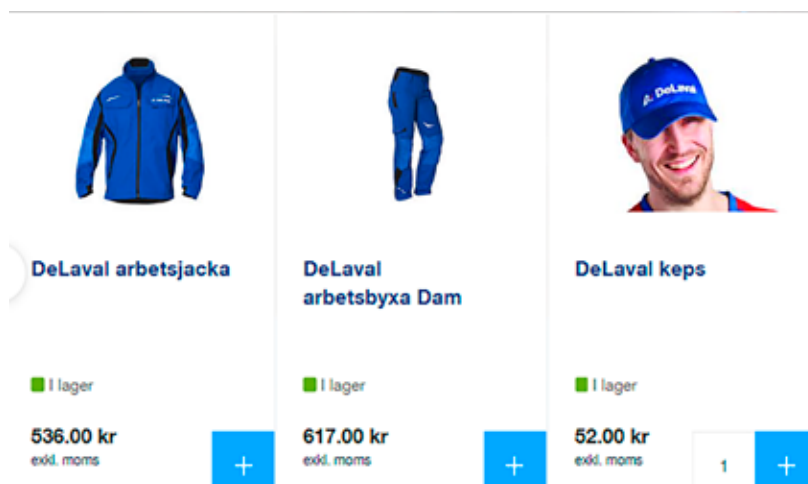 DeLaval
DeLaval arbetsjacka
DeLaval
arbetsbyxa Dam
DeLaval keps
I lager
I lager
I lager
536.00 kr
617.00 kr
52.00 kr
exkl. moms
exkl. moms
exkl. moms
+
+
1
+